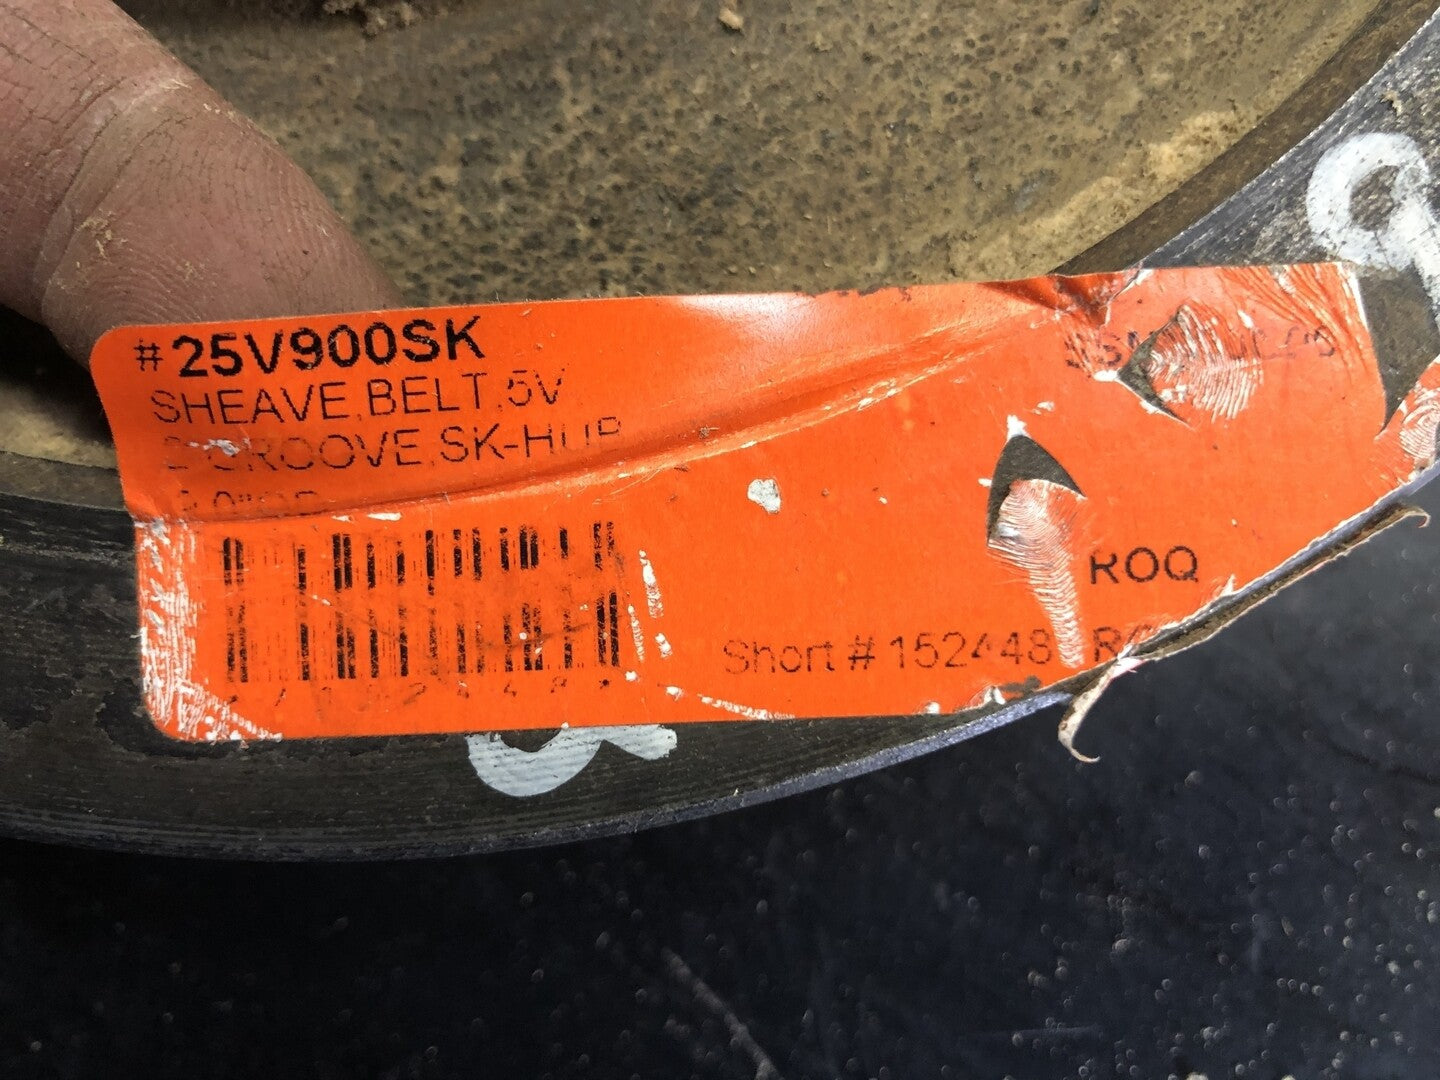 #25V900SK
SHEAVE,BELT,5V
GROOVE,SK-HUB
ROQ
Short # 152448